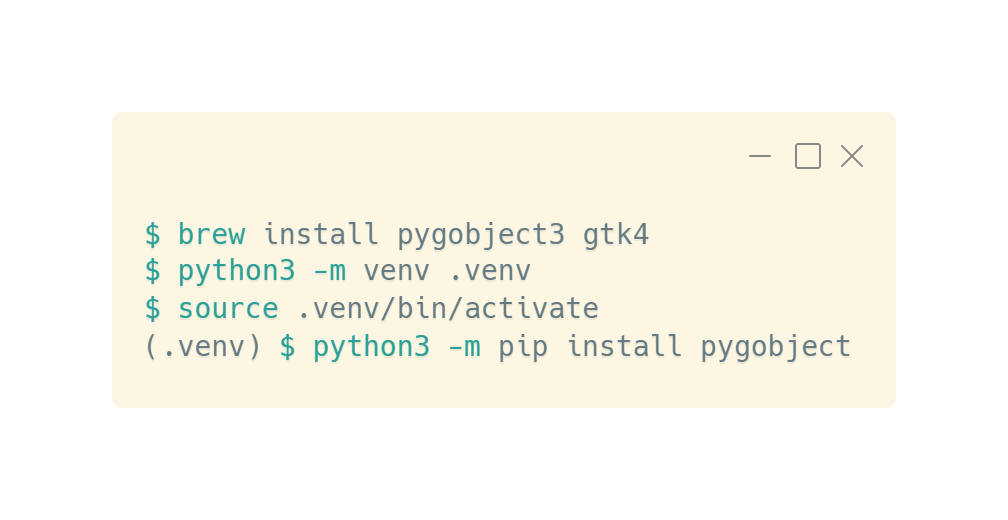 $ brew install pygobject3 gtk4
$ python3 -m venv .venv
$ source .venv/bin/activate
(.venv) $ python3 -m pip install pygobject